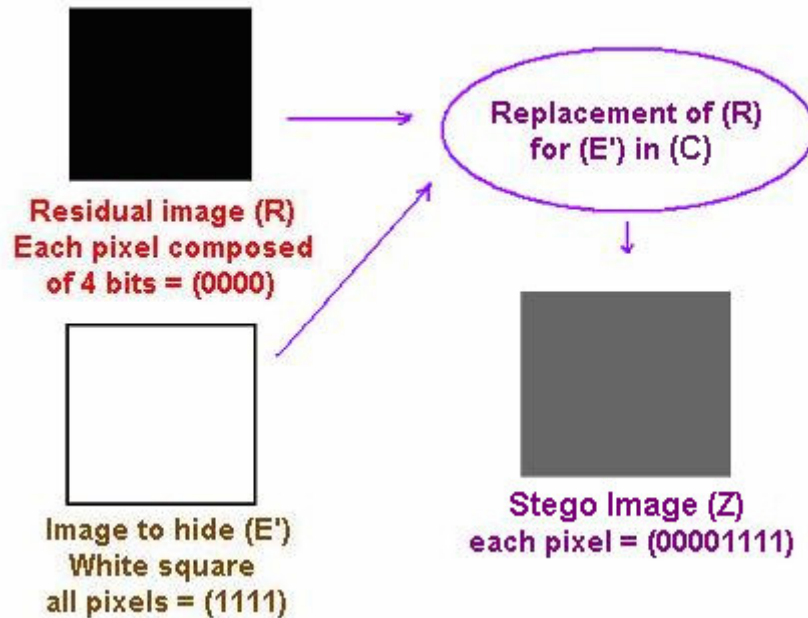 Replacement of (R)
for (E') in (C)
Residual image (R)
Each pixel composed
of 4 bits = (0000)
Image to hide (E')
White square
all pixels = (1111)
Stego Image (Z)
each pixel = (00001111)